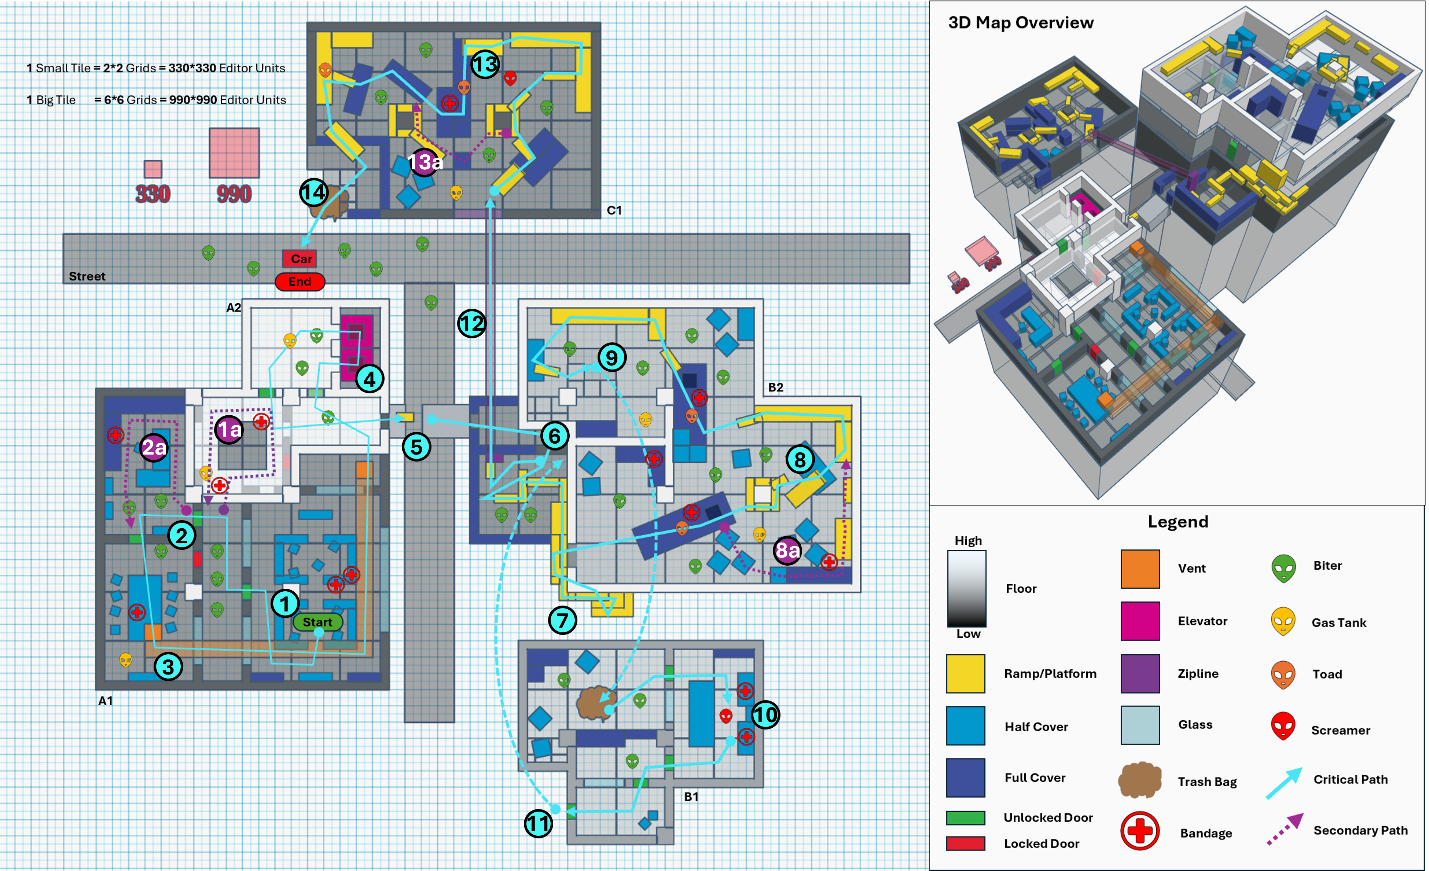 1 Small Tile = 2*2 Grids = 330*330 Editor Units
1 Big Tile = 6*6 Grids = 990*990 Editor Units
330
990
13
13a
14
C1
Car
End
Street
A2
12
4
9
B2
1a
2a
5
6
8
2
8a
1
Start
7
3
A1
10
B1
11
3D Map Overview
Legend
High
Floor
Low
Vent
Biter
Elevator
Gas Tank
Ramp/Platform
Zipline
Toad
Half Cover
Glass
Screamer
Full Cover
Trash Bag
Critical Path
Unlocked Door
Locked Door
Bandage
Secondary Path